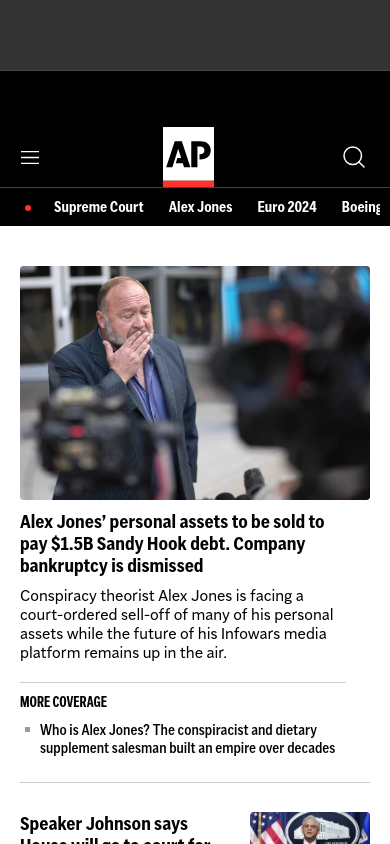 AP
Supreme Court Alex Jones Euro 2024 Boeing
Alex Jones’ personal assets to be sold to
pay $1.5B Sandy Hook debt. Company
bankruptcy is dismissed
Conspiracy theorist Alex Jones is facing a
court-ordered sell-off of many of his personal
assets while the future of his Infowars media
platform remains up in the air.
MORE COVERAGE
Who is Alex Jones? The conspiracist and dietary
supplement salesman built an empire over decades
Speaker Johnson says
House will go to court for